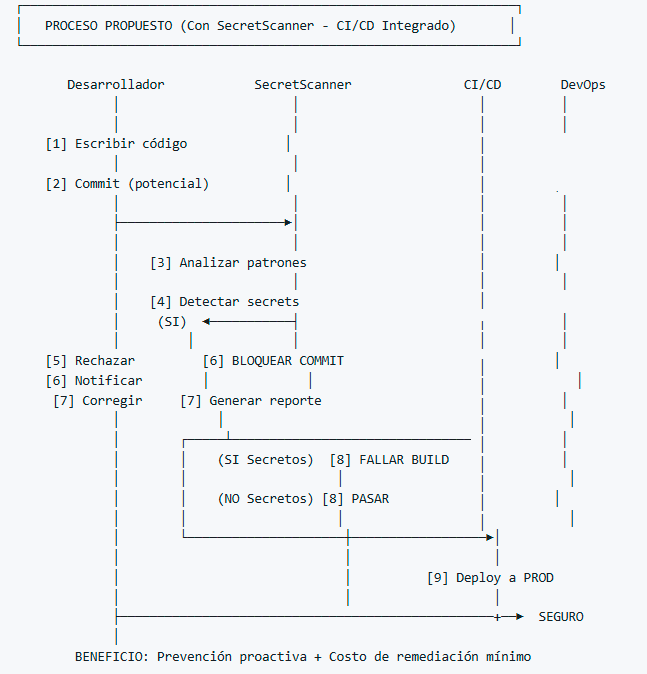 PROCESO PROPUESTO (Con SecretScanner - CI/CD Integrado)
Desarrollador SecretScanner CI/CD DevOps
[1] Escribir código
[2] Commit (potencial)
[3] Analizar patrones
[4] Detectar secrets
(SI)
[5] Rechazar [6] BLOQUEAR COMMIT
[6] Notificar
[7] Corregir [7] Generar reporte
(SI Secretos) [8] FALLAR BUILD
(NO Secretos) [8] PASAR
[9] Deploy a PROD
SEGURO
BENEFICIO: Prevención proactiva + Costo de remediación mínimo